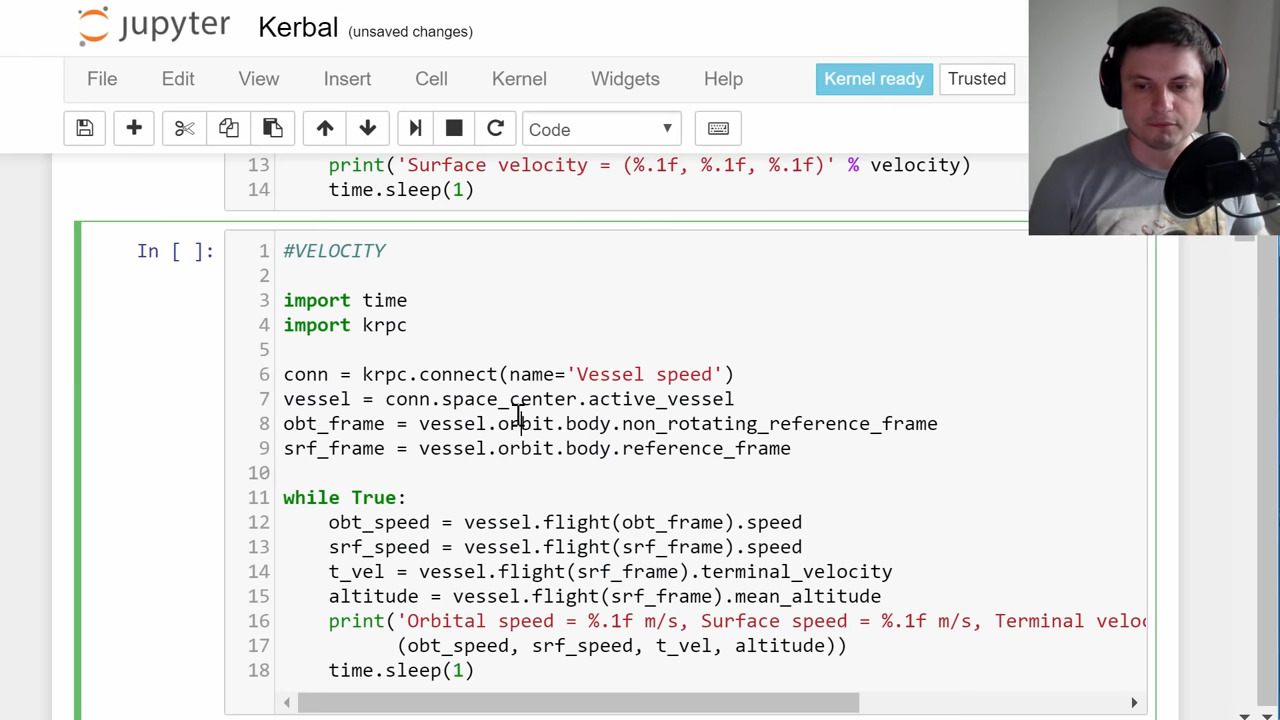 jupyter Kerbal (unsaved changes)
File Edit View Insert Cell Kernel Widgets Help Kernel ready Trusted
Code
13 print('Surface velocity = (%.1f, %.1f, %.1f)' % velocity)
14 time.sleep(1)
In [ ]: 1 #VELOCITY
2
3 import time
4 import krpc
5
6 conn = krpc.connect(name='Vessel speed')
7 vessel = conn.space_center.active_vessel
8 obt_frame = vessel.orbit.body.non_rotating_reference_frame
9 srf_frame = vessel.orbit.body.reference_frame
10
11 while True:
12 obt_speed = vessel.flight(obt_frame).speed
13 srf_speed = vessel.flight(srf_frame).speed
14 t_vel = vessel.flight(srf_frame).terminal_velocity
15 altitude = vessel.flight(srf_frame).mean_altitude
16 print('Orbital speed = %.1f m/s, Surface speed = %.1f m/s, Terminal veloc
17 (obt_speed, srf_speed, t_vel, altitude))
18 time.sleep(1)